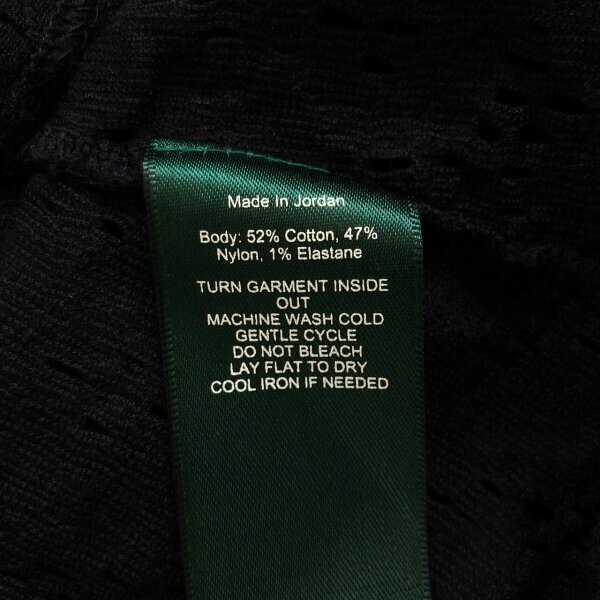 Made In Jordan
Body: 52% Cotton, 47%
Nylon, 1% Elastane
TURN GARMENT INSIDE
OUT
MACHINE WASH COLD
GENTLE CYCLE
DO NOT BLEACH
LAY FLAT TO DRY
COOL IRON IF NEEDED